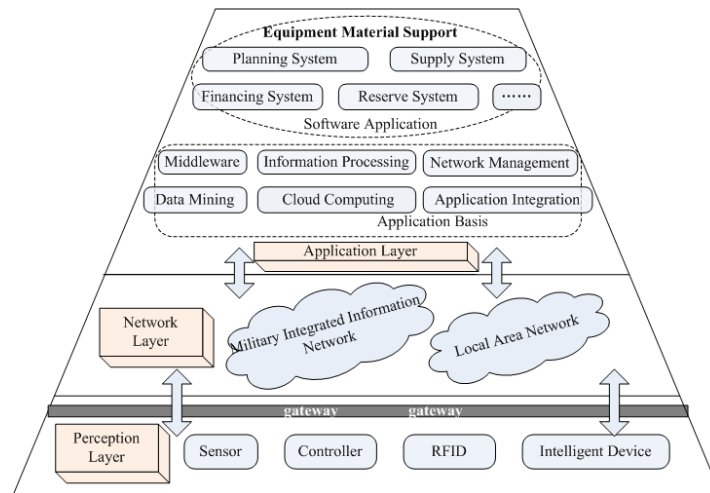 Equipment Material Support
Planning System
Supply System
Financing System
Reserve System
……
Software Application
Middleware
Information Processing
Network Management
Data Mining
Cloud Computing
Application Integration
Application Basis
Application Layer
Network
Layer
Military Integrated Information
Network
Local Area Network
gateway
gateway
Perception
Layer
Sensor
Controller
RFID
Intelligent Device